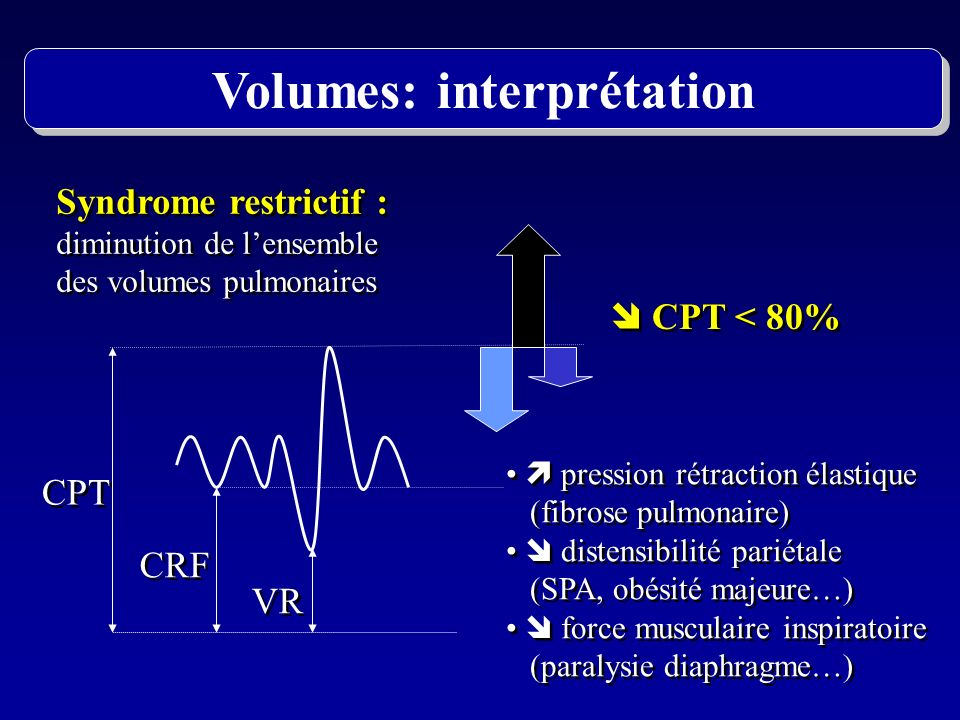 Volumes: interprétation
Syndrome restrictif :
diminution de l’ensemble
des volumes pulmonaires
➘ CPT < 80%
CPT
CRF
VR
• ➚ pression rétraction élastique
(fibrose pulmonaire)
• ➘ distensibilité pariétale
(SPA, obésité majeure…)
• ➘ force musculaire inspiratoire
(paralysie diaphragme…)